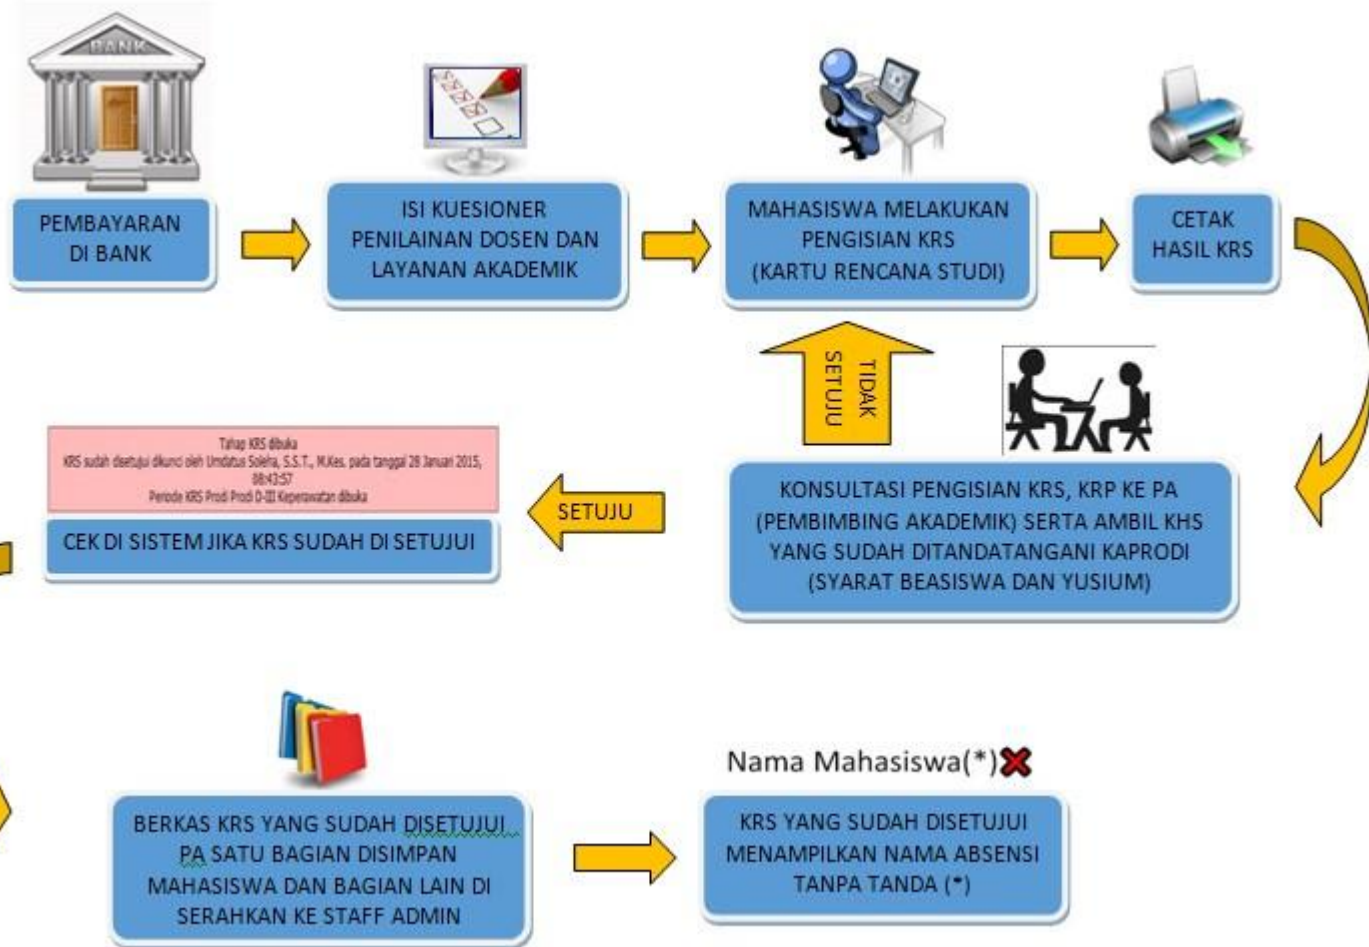 BANK
PEMBAYARAN
DI BANK
ISI KUESIONER
PENILAINAN DOSEN DAN
LAYANAN AKADEMIK
MAHASISWA MELAKUKAN
PENGISIAN KRS
(KARTU RENCANA STUDI)
CETAK
HASIL KRS
TIDAK
SETUJU
Tahap KRS dibuka
KRS sudah disetujui dikunci oleh Umdatus Soleha, S.S.T., M.Kes. pada tanggal 28 Januari 2015,
08:43:57
Periode KRS Prodi Prodi D-III Keperawatan dibuka
CEK DI SISTEM JIKA KRS SUDAH DI SETUJUI
SETUJU
KONSULTASI PENGISIAN KRS, KRP KE PA
(PEMBIMBING AKADEMIK) SERTA AMBIL KHS
YANG SUDAH DITANDATANGANI KAPRODI
(SYARAT BEASISWA DAN YUSIUM)
BERKAS KRS YANG SUDAH DISETUJUI
PA SATU BAGIAN DISIMPAN
MAHASISWA DAN BAGIAN LAIN DI
SERAHKAN KE STAFF ADMIN
Nama Mahasiswa(*)
KRS YANG SUDAH DISETUJUI
MENAMPILKAN NAMA ABSENSI
TANPA TANDA (*)